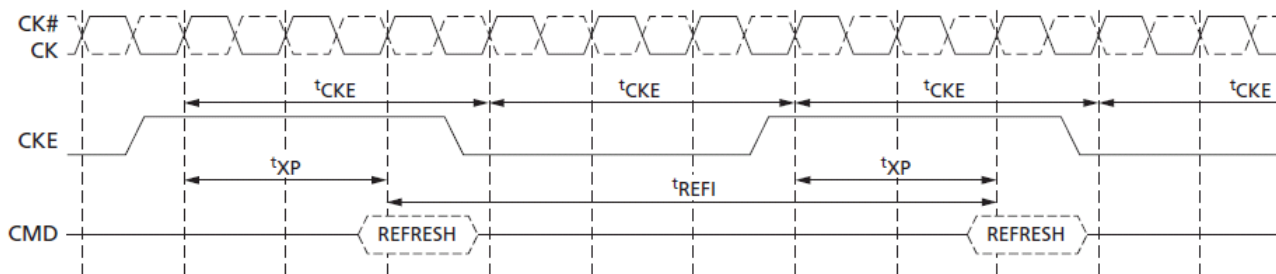 CK#
CK
tCKE tCKE tCKE tCKE
CKE
tXP tXP
tREFI
CMD REFRESH REFRESH